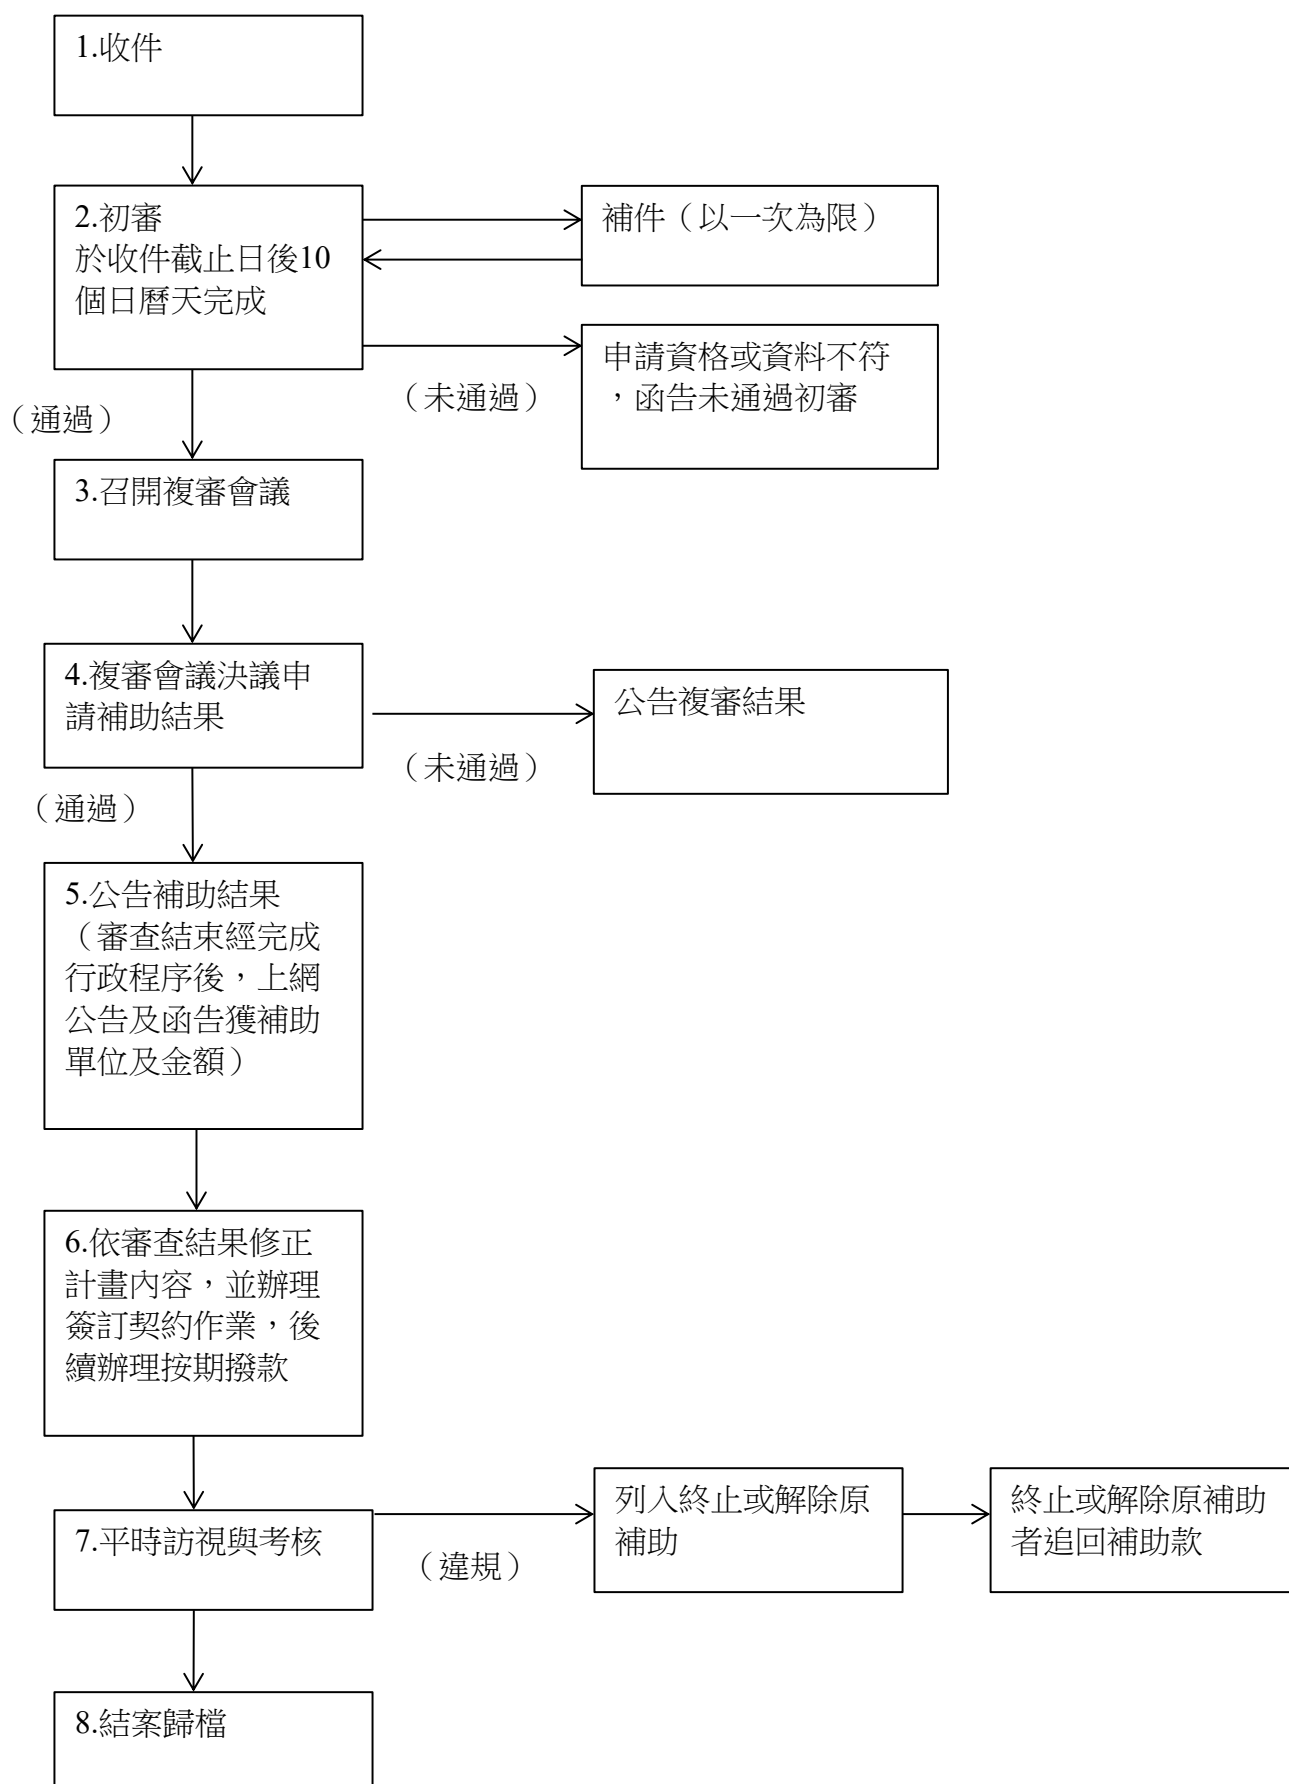 1.收件
2.初審
於收件截止日後10
個日曆天完成
補件（以一次為限）
申請資格或資料不符
，函告未通過初審
（未通過）
（通過）
3.召開複審會議
4.複審會議決議申
請補助結果
公告複審結果
（未通過）
（通過）
5.公告補助結果
（審查結束經完成
行政程序後，上網
公告及函告獲補助
單位及金額）
6.依審查結果修正
計畫內容，並辦理
簽訂契約作業，後
續辦理按期撥款
7.平時訪視與考核
（違規）
列入終止或解除原
補助
終止或解除原補助
者追回補助款
8.結案歸檔